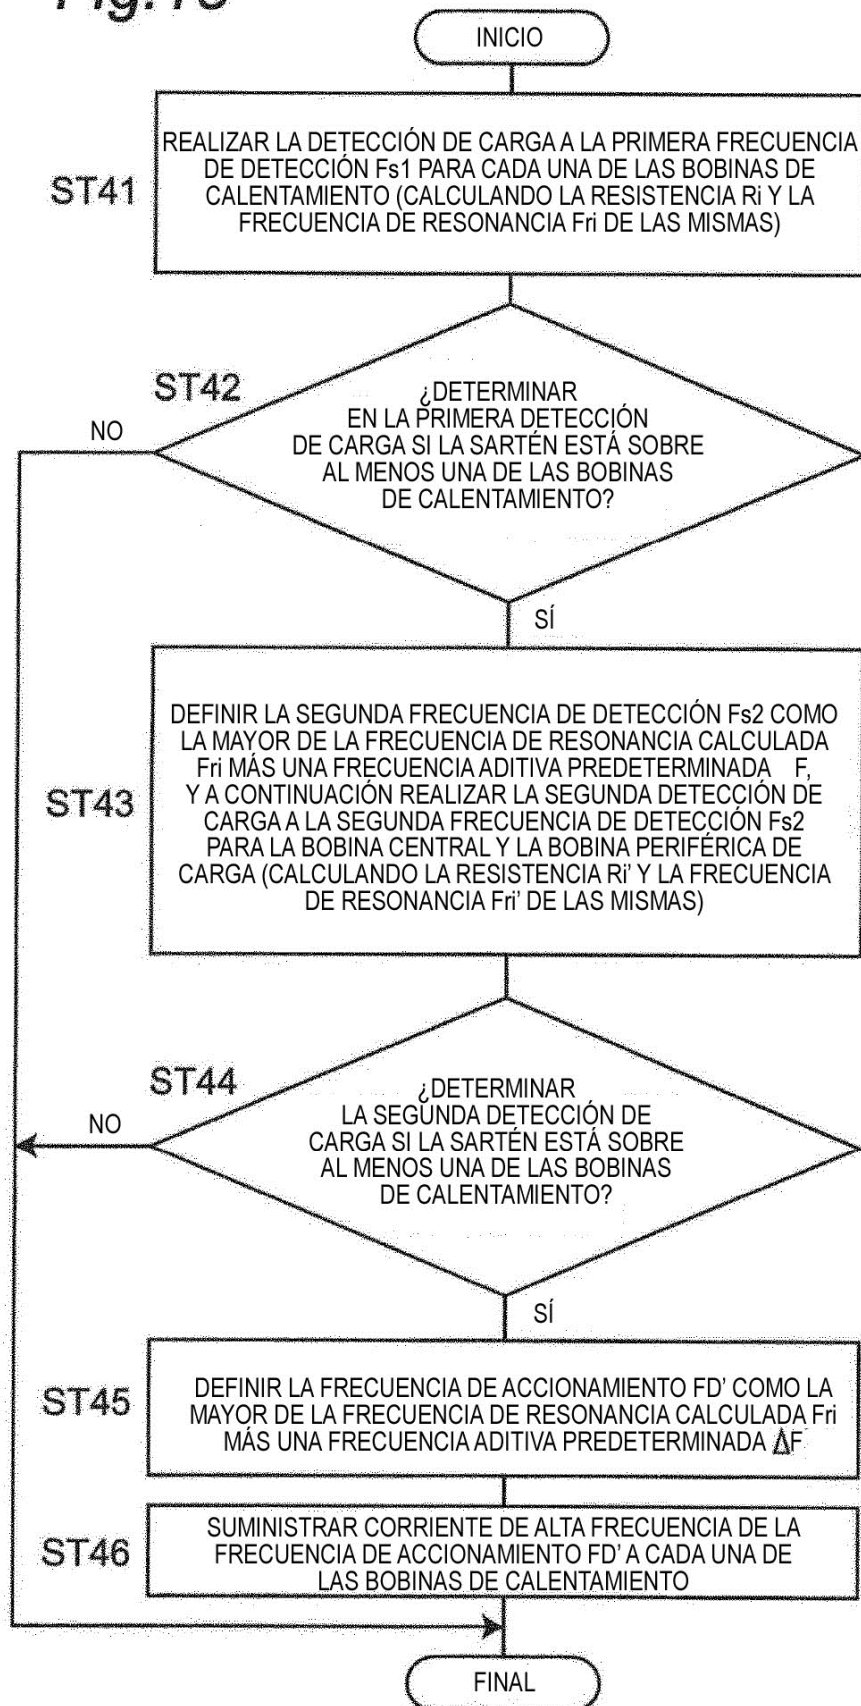 INICIO
ST41
REALIZAR LA DETECCIÓN DE CARGA A LA PRIMERA FRECUENCIA
DE DETECCIÓN Fs1 PARA CADA UNA DE LAS BOBINAS DE
CALENTAMIENTO (CALCULANDO LA RESISTENCIA Ri Y LA
FRECUENCIA DE RESONANCIA Fri DE LAS MISMAS)
ST42
NO
¿DETERMINAR
EN LA PRIMERA DETECCIÓN
DE CARGA SI LA SARTÉN ESTÁ SOBRE
AL MENOS UNA DE LAS BOBINAS
DE CALENTAMIENTO?
SÍ
ST43
DEFINIR LA SEGUNDA FRECUENCIA DE DETECCIÓN Fs2 COMO
LA MAYOR DE LA FRECUENCIA DE RESONANCIA CALCULADA
Fri MÁS UNA FRECUENCIA ADITIVA PREDETERMINADA F,
Y A CONTINUACIÓN REALIZAR LA SEGUNDA DETECCIÓN DE
CARGA A LA SEGUNDA FRECUENCIA DE DETECCIÓN Fs2
PARA LA BOBINA CENTRAL Y LA BOBINA PERIFÉRICA DE
CARGA (CALCULANDO LA RESISTENCIA Ri' Y LA FRECUENCIA
DE RESONANCIA Fri' DE LAS MISMAS)
ST44
NO
¿DETERMINAR
LA SEGUNDA DETECCIÓN DE
CARGA SI LA SARTÉN ESTÁ SOBRE
AL MENOS UNA DE LAS BOBINAS
DE CALENTAMIENTO?
SÍ
ST45
DEFINIR LA FRECUENCIA DE ACCIONAMIENTO FD' COMO LA
MAYOR DE LA FRECUENCIA DE RESONANCIA CALCULADA Fri
MÁS UNA FRECUENCIA ADITIVA PREDETERMINADA ΔF
ST46
SUMINISTRAR CORRIENTE DE ALTA FRECUENCIA DE LA
FRECUENCIA DE ACCIONAMIENTO FD' A CADA UNA DE
LAS BOBINAS DE CALENTAMIENTO
FINAL